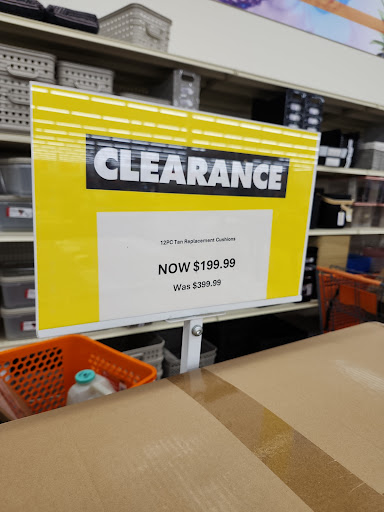 CLEARANCE
12PC Tan Replacement Cushions
NOW $199.99
Was $399.99